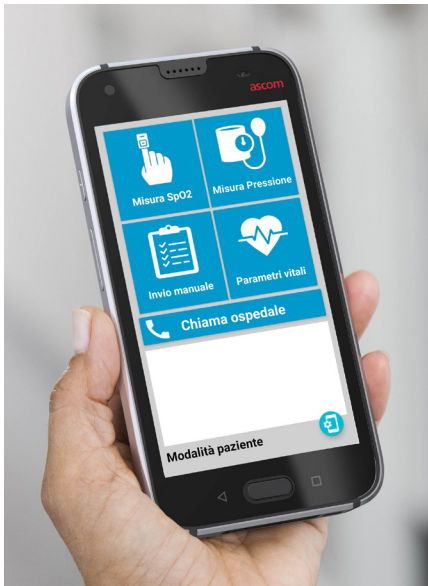 ascom
Misura SpO2
Misura Pressione
Invio manuale
Parametri vitali
Chiama ospedale
Modalità paziente